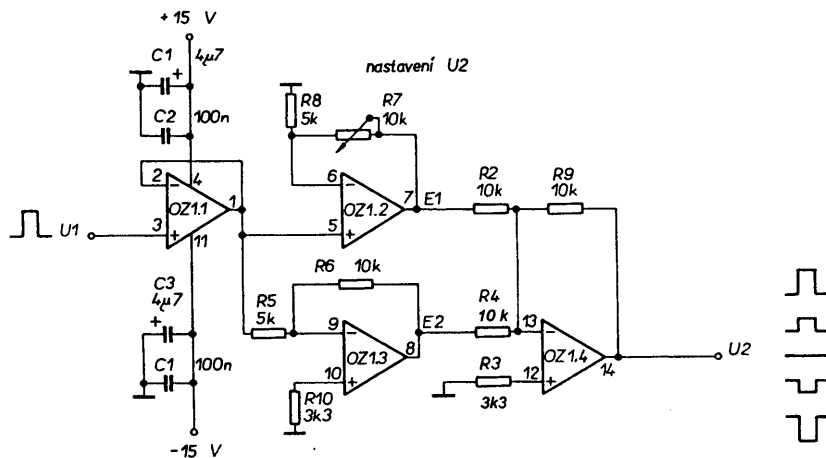 +15 V
C1
4µ7
+
C2
100n
nastavení U2
R8
5k
R7
10k
2
−
4
1
OZ1.1
3
+
11
U1
6
−
7
E1
OZ1.2
5
+
R2
10k
R9
10k
R6
10k
C3
4µ7
+
R5
5k
9
−
8
E2
OZ1.3
10
+
R4
10k
13
−
OZ1.4
14
U2
12
+
C1
100n
R10
3k3
R3
3k3
-15 V